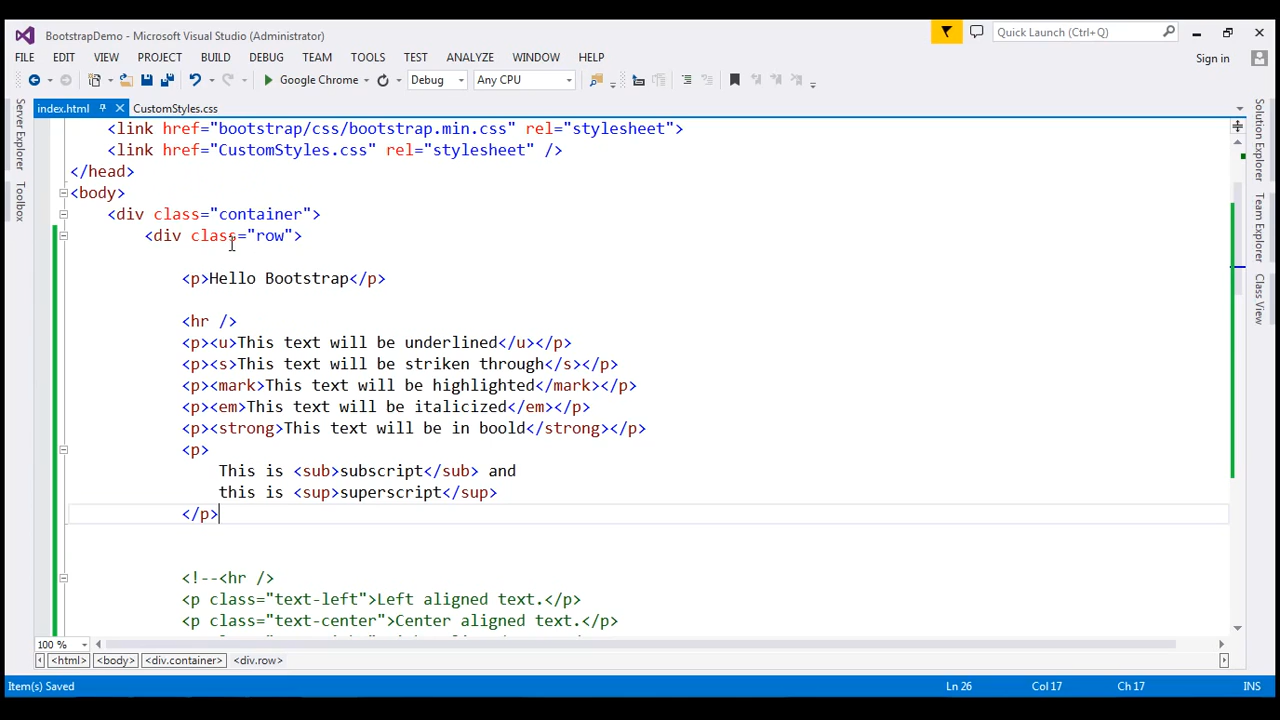 BootstrapDemo - Microsoft Visual Studio (Administrator)
Quick Launch (Ctrl+Q)
FILE EDIT VIEW PROJECT BUILD DEBUG TEAM TOOLS TEST ANALYZE WINDOW HELP
Sign in
Google Chrome Debug Any CPU
index.html CustomStyles.css
Server Explorer
Toolbox
Solution Explorer
Team Explorer
Class View
<link href="bootstrap/css/bootstrap.min.css" rel="stylesheet">
<link href="CustomStyles.css" rel="stylesheet" />
</head>
<body>
<div class="container">
<div class="row">
<p>Hello Bootstrap</p>
<hr />
<p><u>This text will be underlined</u></p>
<p><s>This text will be striken through</s></p>
<p><mark>This text will be highlighted</mark></p>
<p><em>This text will be italicized</em></p>
<p><strong>This text will be in boold</strong></p>
<p>
This is <sub>subscript</sub> and
this is <sup>superscript</sup>
</p>
<!--<hr />
<p class="text-left">Left aligned text.</p>
<p class="text-center">Center aligned text.</p>
100 %
<html> <body> <div.container> <div.row>
Item(s) Saved Ln 26 Col 17 Ch 17 INS